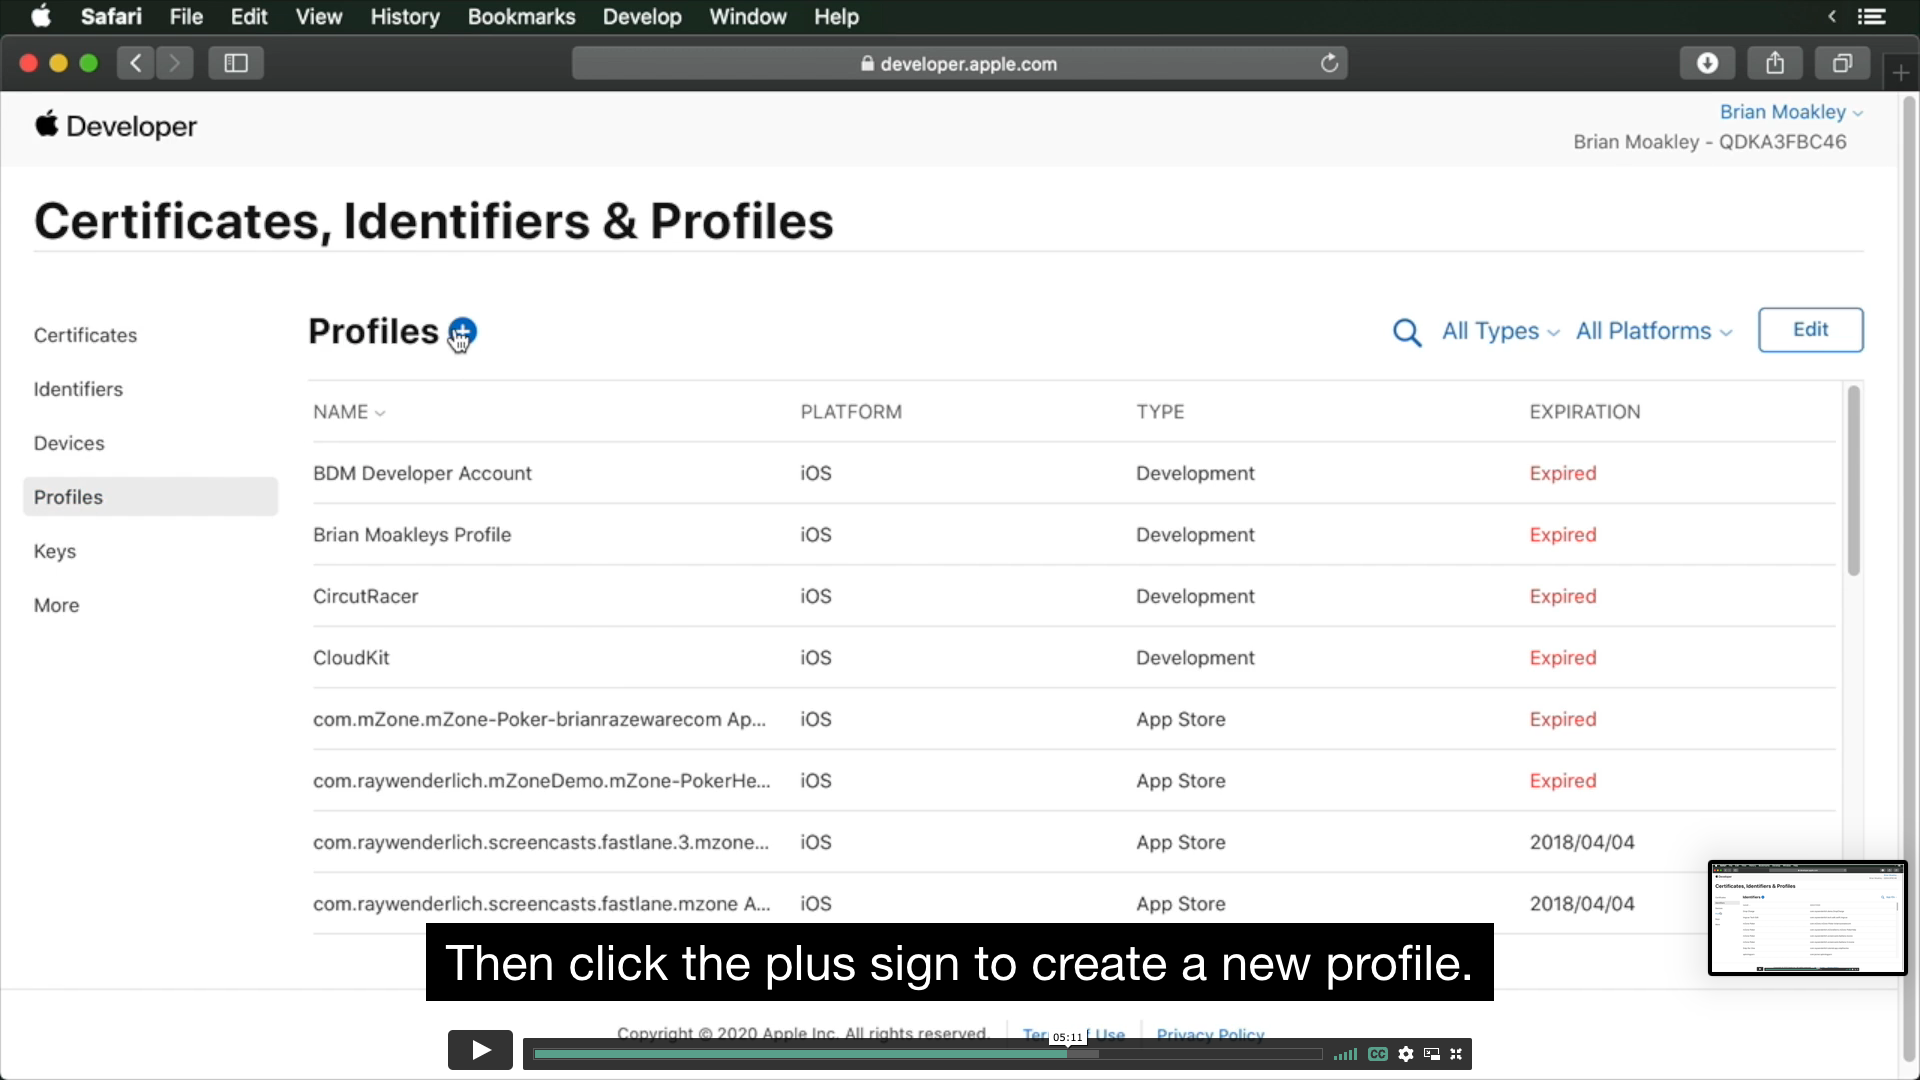 Safari File Edit View History Bookmarks Develop Window Help
developer.apple.com
Developer
Brian Moakley
Brian Moakley - QDKA3FBC46
Certificates, Identifiers & Profiles
Certificates
Identifiers
Devices
Profiles
Keys
More
Profiles
All Types All Platforms Edit
NAME PLATFORM TYPE EXPIRATION
BDM Developer Account iOS Development Expired
Brian Moakleys Profile iOS Development Expired
CircutRacer iOS Development Expired
CloudKit iOS Development Expired
com.mZone.mZone-Poker-brianrazewarecom Ap... iOS App Store Expired
com.raywenderlich.mZoneDemo.mZone-PokerHe... iOS App Store Expired
com.raywenderlich.screencasts.fastlane.3.mzone... iOS App Store 2018/04/04
com.raywenderlich.screencasts.fastlane.mzone A... iOS App Store 2018/04/04
Certificates, Identifiers & Profiles
Then click the plus sign to create a new profile.
Copyright © 2020 Apple Inc. All rights reserved. Use Privacy Policy
05:11
CC